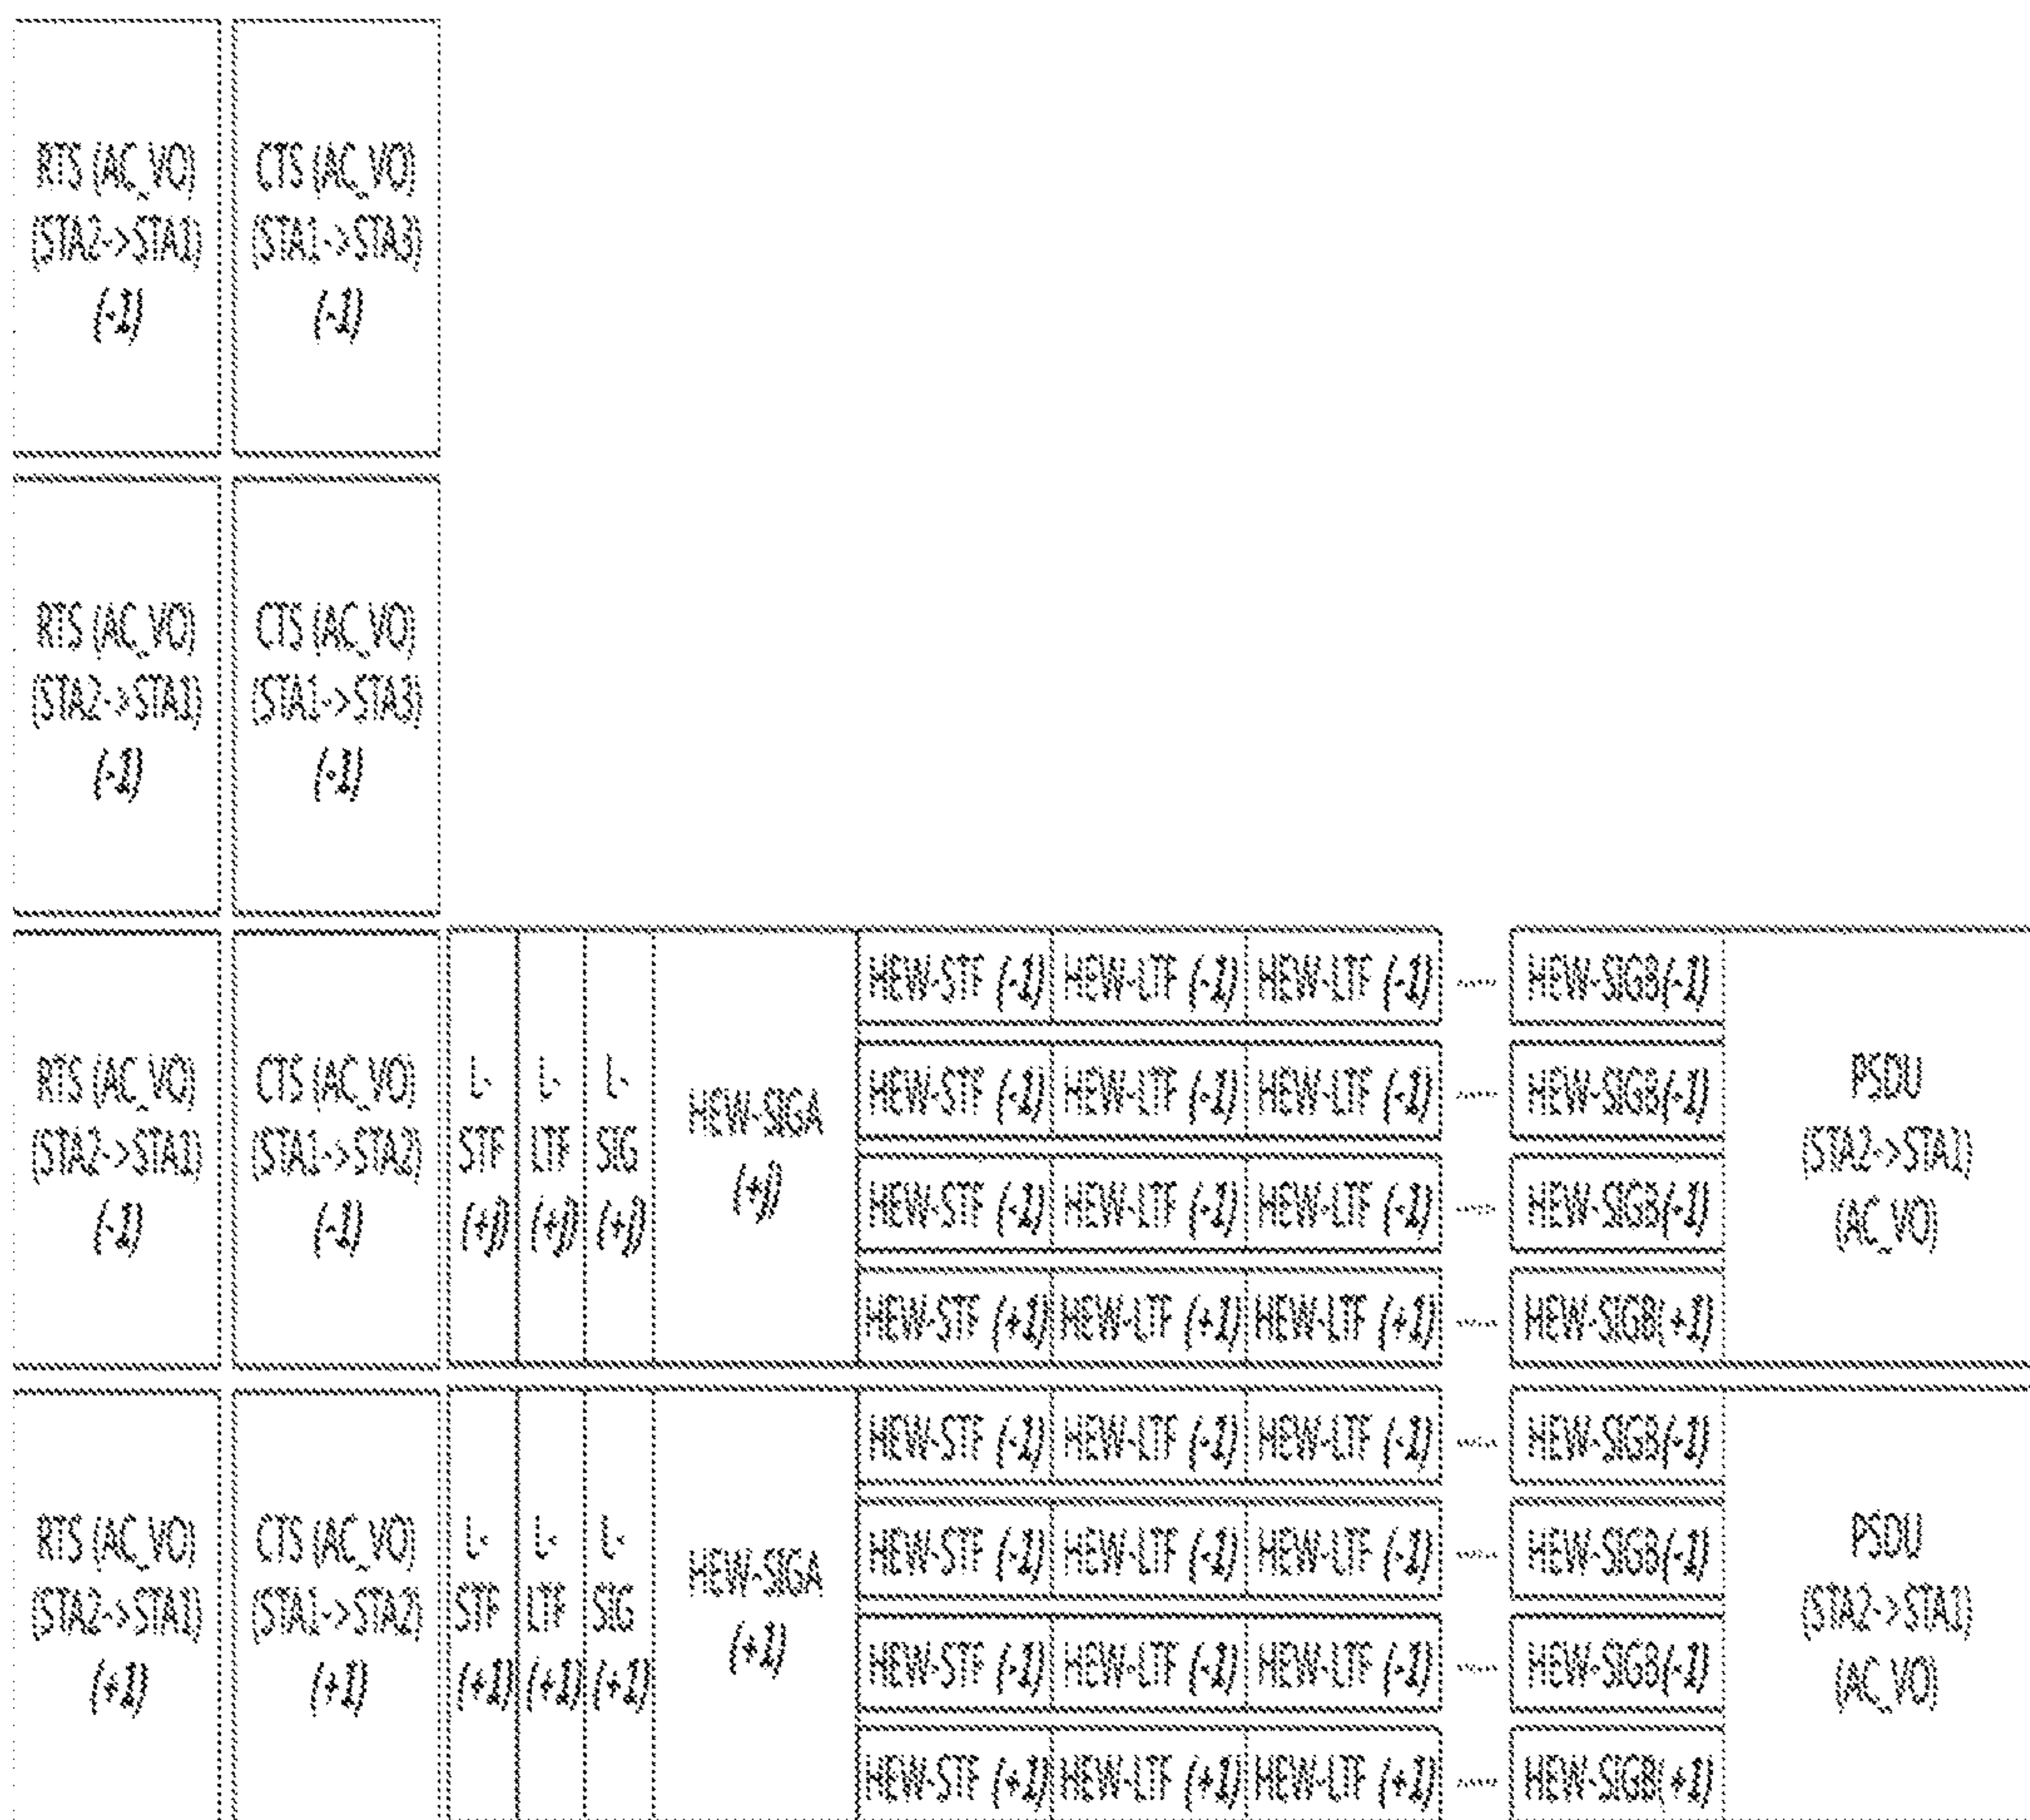 RTS (AC_VO)
(STA2->STA1)
(-1)
CTS (AC_VO)
(STA1->STA3)
(-1)
RTS (AC_VO)
(STA2->STA1)
(-1)
CTS (AC_VO)
(STA1->STA3)
(-1)
RTS (AC_VO)
(STA2->STA1)
(-1)
CTS (AC_VO)
(STA1->STA2)
(-1)
L-
STF
(+j)
L-
LTF
(+j)
L-
SIG
(+j)
HEW-SIGA
(+j)
HEW-STF (-1) HEW-LTF (-1) HEW-LTF (-1) ..... HEW-SIGB(-1)
HEW-STF (-1) HEW-LTF (-1) HEW-LTF (-1) ..... HEW-SIGB(-1)
HEW-STF (-1) HEW-LTF (-1) HEW-LTF (-1) ..... HEW-SIGB(-1)
HEW-STF (+1) HEW-LTF (+1) HEW-LTF (+1) ..... HEW-SIGB(+1)
PSDU
(STA2->STA1)
(AC_VO)
RTS (AC_VO)
(STA2->STA1)
(+1)
CTS (AC_VO)
(STA1->STA2)
(+1)
L-
STF
(+1)
L-
LTF
(+1)
L-
SIG
(+1)
HEW-SIGA
(+1)
HEW-STF (-1) HEW-LTF (-1) HEW-LTF (-1) ..... HEW-SIGB(-1)
HEW-STF (-1) HEW-LTF (-1) HEW-LTF (-1) ..... HEW-SIGB(-1)
HEW-STF (-1) HEW-LTF (-1) HEW-LTF (-1) ..... HEW-SIGB(-1)
HEW-STF (+1) HEW-LTF (+1) HEW-LTF (+1) ..... HEW-SIGB(+1)
PSDU
(STA2->STA1)
(AC_VO)